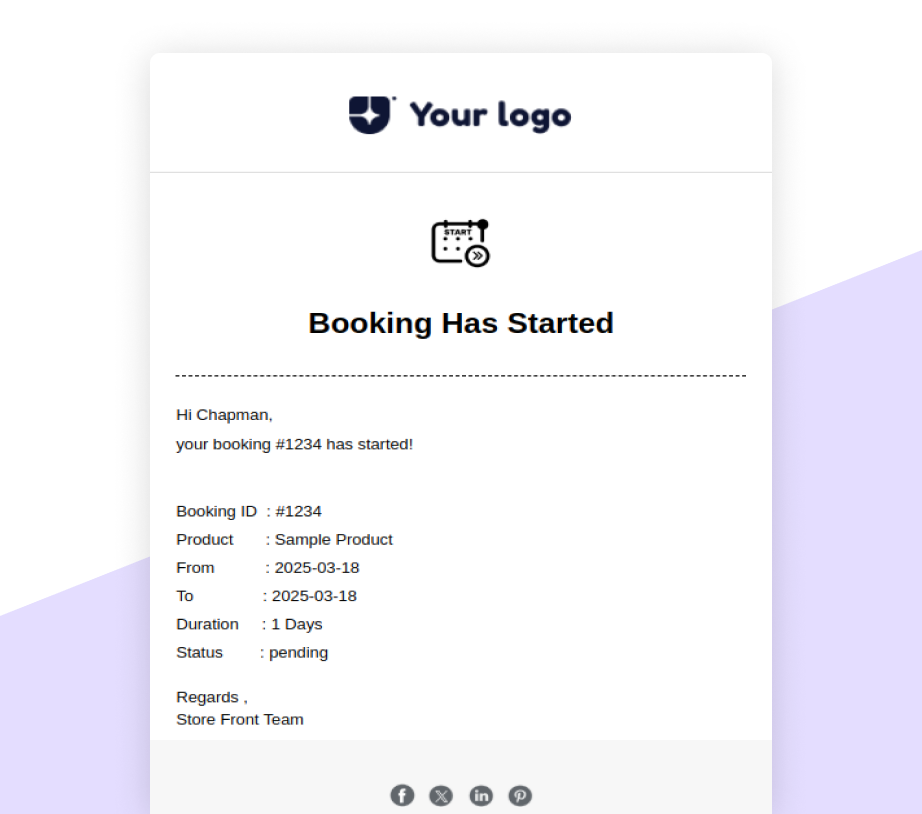 Your logo
START
Booking Has Started
Hi Chapman,
your booking #1234 has started!
Booking ID : #1234
Product : Sample Product
From : 2025-03-18
To : 2025-03-18
Duration : 1 Days
Status : pending
Regards ,
Store Front Team